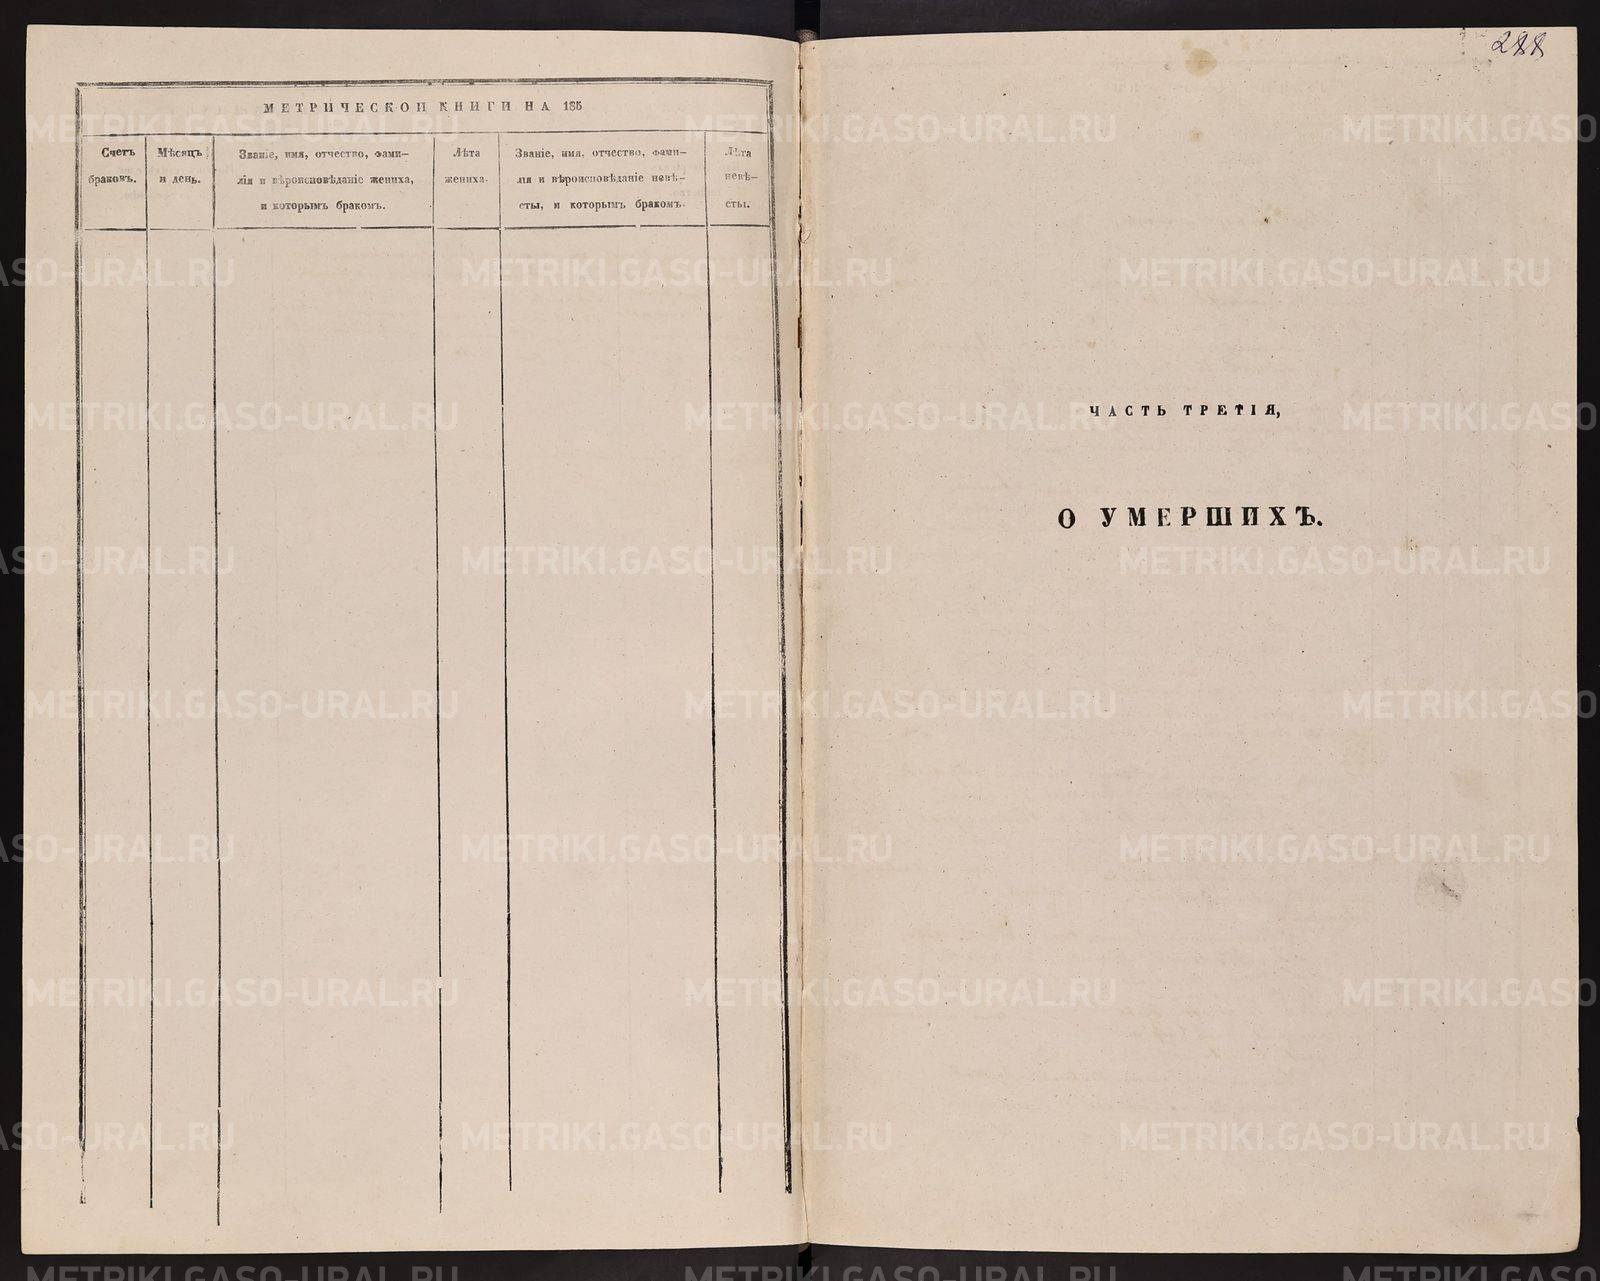 МЕТРИЧЕСКОЙ КНИГИ НА 185
Счетъ
браковъ.
Мѣсяцъ
и день.
Званіе, имя, отчество, фами-
лія и вѣроисповѣданіе жениха,
и которымъ бракомъ.
Лѣта
жениха.
Званіе, имя, отчество, фами-
лія и вѣроисповѣданіе невѣ-
сты, и которымъ бракомъ.
Лѣта
невѣ-
сты.
288
ЧАСТЬ ТРЕТІЯ,
О УМЕРШИХЪ.
METRIKI.GASO-URAL.RU